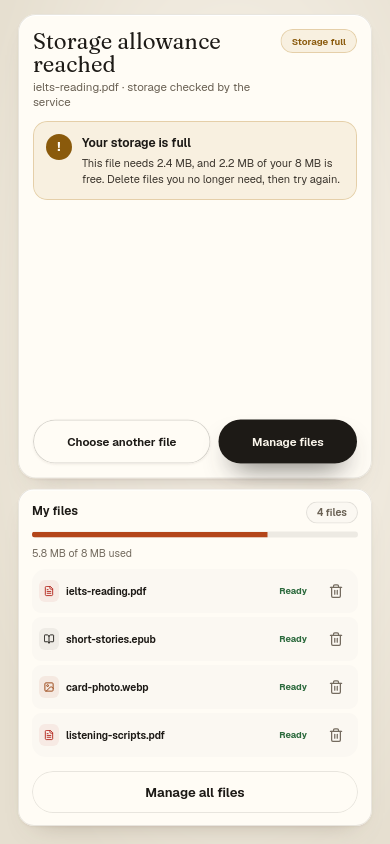 Storage allowance
reached
Storage full
ielts-reading.pdf · storage checked by the
service
!
Your storage is full
This file needs 2.4 MB, and 2.2 MB of your 8 MB is
free. Delete files you no longer need, then try again.
Choose another file
Manage files
My files
4 files
5.8 MB of 8 MB used
ielts-reading.pdf
Ready
short-stories.epub
Ready
card-photo.webp
Ready
listening-scripts.pdf
Ready
Manage all files